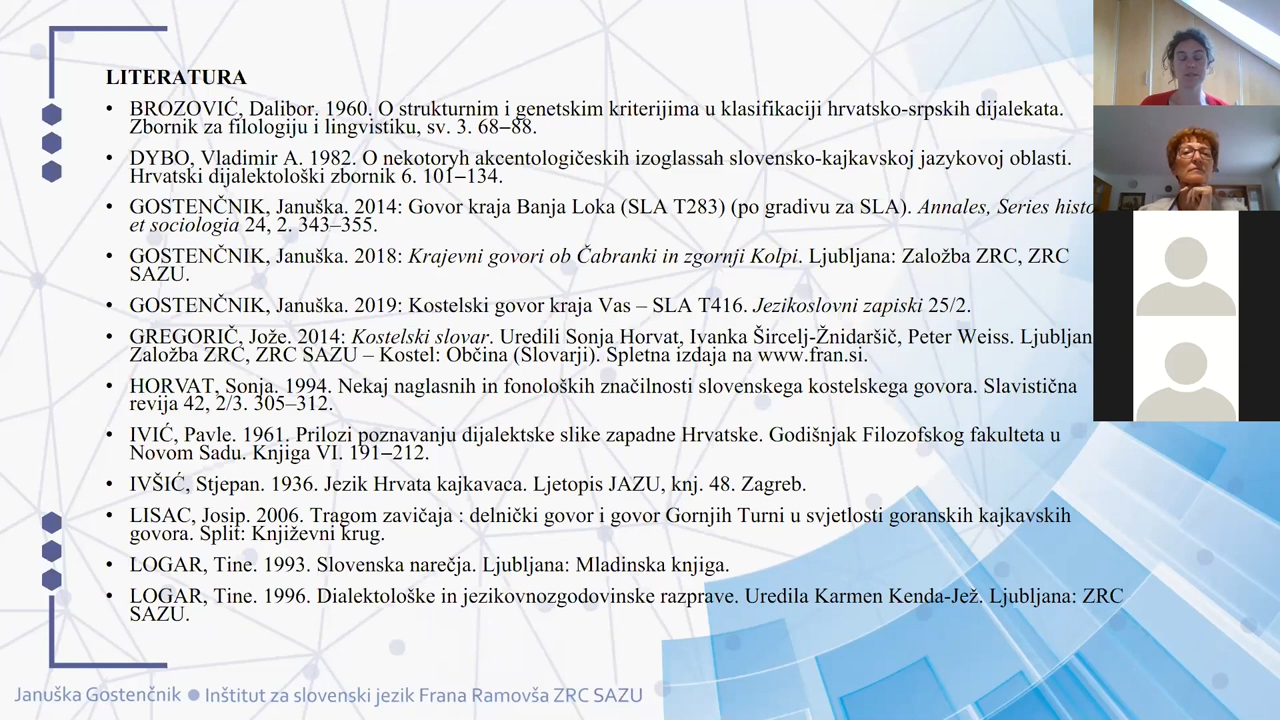 LITERATURA
• BROZOVIĆ, Dalibor. 1960. O strukturnim i genetskim kriterijima u klasifikaciji hrvatsko-srpskih dijalekata.
Zbornik za filologiju i lingvistiku, sv. 3. 68–88.
• DYBO, Vladimir A. 1982. O nekotoryh akcentologičeskih izoglassah slovensko-kajkavskoj jazykovoj oblasti.
Hrvatski dijalektološki zbornik 6. 101–134.
• GOSTENČNIK, Januška. 2014: Govor kraja Banja Loka (SLA T283) (po gradivu za SLA). Annales, Series histo
et sociologia 24, 2. 343–355.
• GOSTENČNIK, Januška. 2018: Krajevni govori ob Čabranki in zgornji Kolpi. Ljubljana: Založba ZRC, ZRC
SAZU.
• GOSTENČNIK, Januška. 2019: Kostelski govor kraja Vas – SLA T416. Jezikoslovni zapiski 25/2.
• GREGORIČ, Jože. 2014: Kostelski slovar. Uredili Sonja Horvat, Ivanka Šircelj-Žnidaršič, Peter Weiss. Ljubljan
Založba ZRC, ZRC SAZU – Kostel: Občina (Slovarji). Spletna izdaja na www.fran.si.
• HORVAT, Sonja. 1994. Nekaj naglasnih in fonoloških značilnosti slovenskega kostelskega govora. Slavistična
revija 42, 2/3. 305–312.
• IVIĆ, Pavle. 1961. Prilozi poznavanju dijalektske slike zapadne Hrvatske. Godišnjak Filozofskog fakulteta u
Novom Sadu. Knjiga VI. 191–212.
• IVŠIĆ, Stjepan. 1936. Jezik Hrvata kajkavaca. Ljetopis JAZU, knj. 48. Zagreb.
• LISAC, Josip. 2006. Tragom zavičaja : delnički govor i govor Gornjih Turni u svjetlosti goranskih kajkavskih
govora. Split: Književni krug.
• LOGAR, Tine. 1993. Slovenska narečja. Ljubljana: Mladinska knjiga.
• LOGAR, Tine. 1996. Dialektološke in jezikovnozgodovinske razprave. Uredila Karmen Kenda-Jež. Ljubljana: ZRC
SAZU.
Januška Gostenčnik ● Inštitut za slovenski jezik Frana Ramovša ZRC SAZU